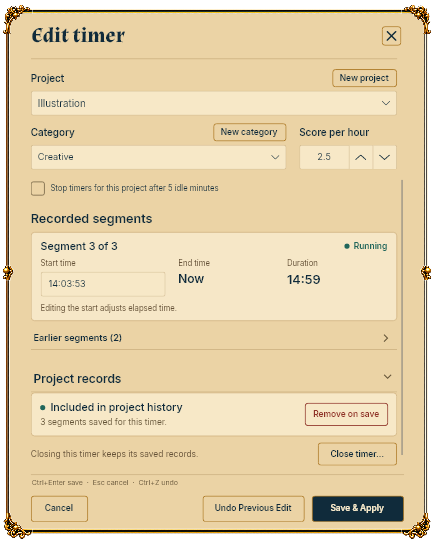 Edit timer
Project
New project
Illustration
Category
New category
Score per hour
Creative
2.5
Stop timers for this project after 5 idle minutes
Recorded segments
Segment 3 of 3
Running
Start time
End time
Duration
14:03:53
Now
14:59
Editing the start adjusts elapsed time.
Earlier segments (2)
Project records
Included in project history
3 segments saved for this timer.
Remove on save
Closing this timer keeps its saved records.
Close timer...
Ctrl+Enter save · Esc cancel · Ctrl+Z undo
Cancel
Undo Previous Edit
Save & Apply